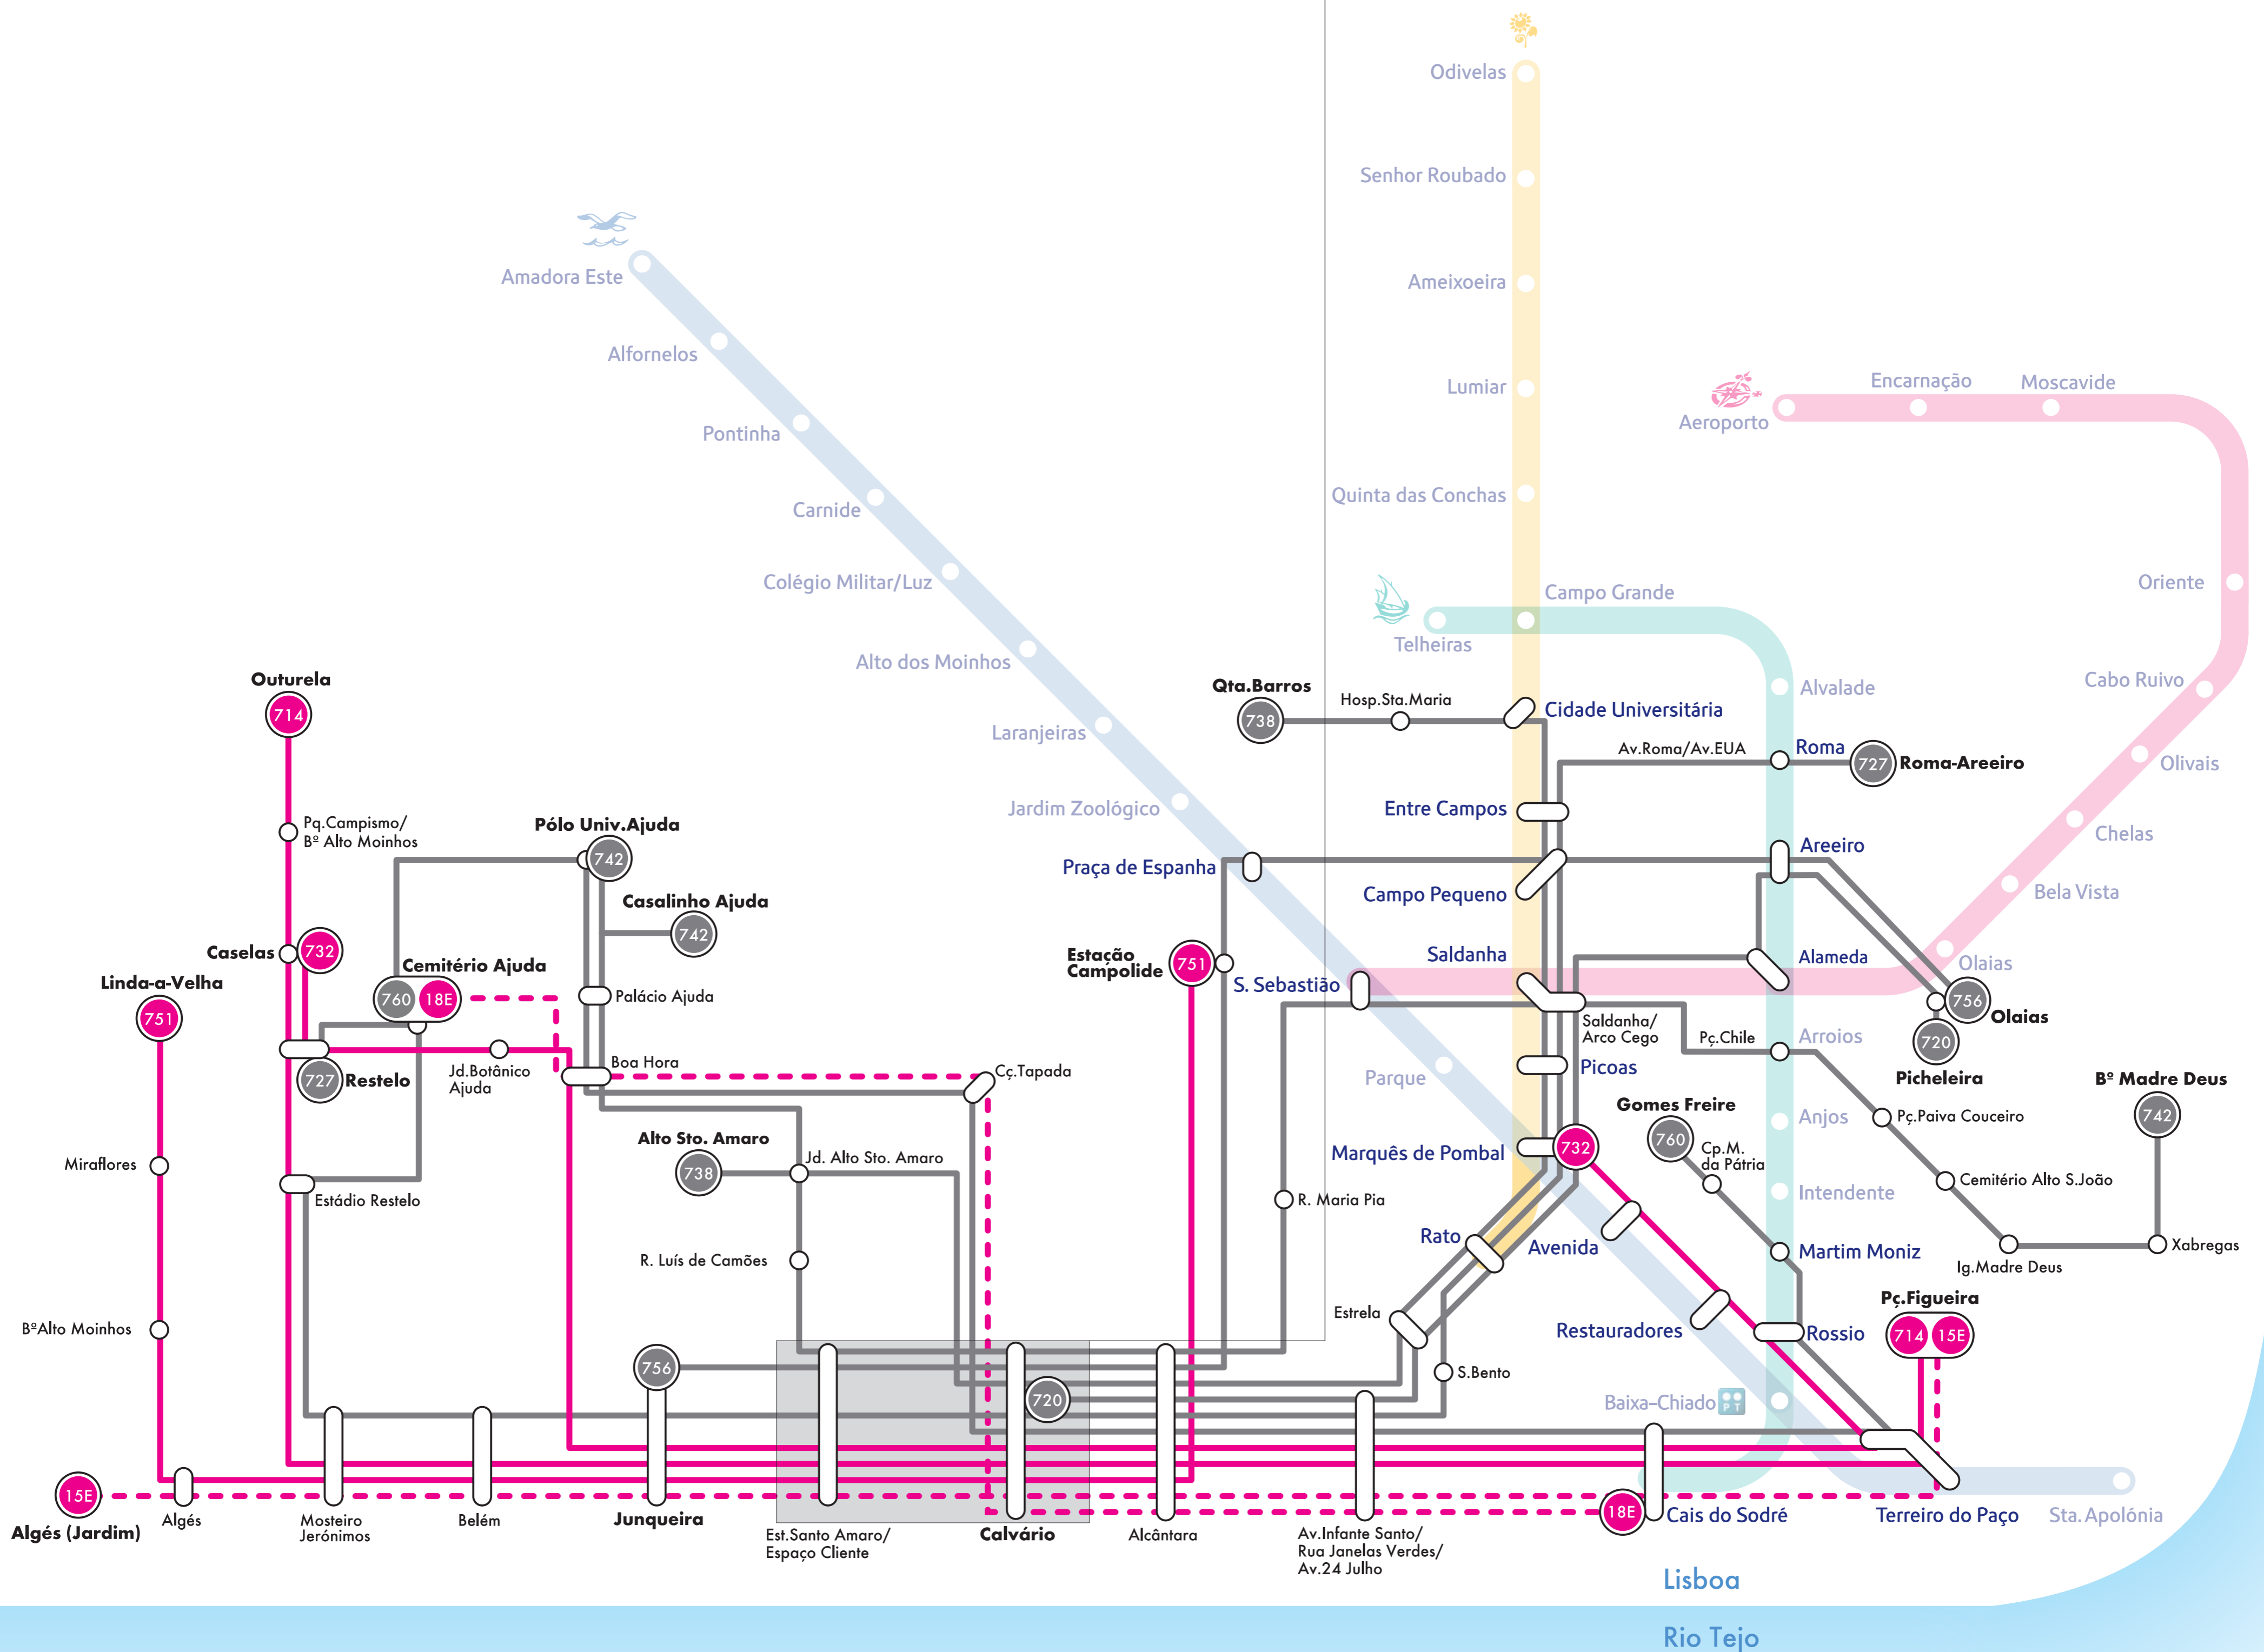 Odivelas
Senhor Roubado
Amadora Este
Ameixoeira
Alfornelos
Lumiar
Encarnação
Moscavide
Aeroporto
Pontinha
Quinta das Conchas
Carnide
Colégio Militar/Luz
Campo Grande
Oriente
Telheiras
Alto dos Moinhos
Outurela
714
Qta.Barros
738
Hosp.Sta.Maria
Cidade Universitária
Alvalade
Cabo Ruivo
Laranjeiras
Av.Roma/Av.EUA
Roma
727
Roma-Areeiro
Olivais
Jardim Zoológico
Entre Campos
Pq.Campismo/
Bº Alto Moinhos
Pólo Univ.Ajuda
742
Chelas
Areeiro
Praça de Espanha
Campo Pequeno
Bela Vista
Casalinho Ajuda
742
Caselas
732
Estação
Campolide
751
Saldanha
Alameda
Olaias
Cemitério Ajuda
760
18E
Linda-a-Velha
751
Palácio Ajuda
S. Sebastião
756
Olaias
Saldanha/
Arco Cego
Pç.Chile
Arroios
720
Picheleira
727
Restelo
Jd.Botânico
Ajuda
Boa Hora
Cç.Tapada
Parque
Picoas
Bº Madre Deus
742
Gomes Freire
760
Cp.M.
da Pátria
Anjos
Pç.Paiva Couceiro
Alto Sto. Amaro
738
Jd. Alto Sto. Amaro
Marquês de Pombal
732
Miraflores
Estádio Restelo
R. Maria Pia
Intendente
Cemitério Alto S.João
Rato
Avenida
Martim Moniz
Xabregas
R. Luís de Camões
Ig.Madre Deus
Pç.Figueira
714
15E
Estrela
BºAlto Moinhos
Restauradores
Rossio
756
S.Bento
720
Baixa-Chiado
PT
15E
Algés (Jardim)
Algés
Mosteiro
Jerónimos
Belém
Junqueira
Est.Santo Amaro/
Espaço Cliente
Calvário
Alcântara
Av.Infante Santo/
Rua Janelas Verdes/
Av.24 Julho
18E
Cais do Sodré
Terreiro do Paço
Sta. Apolónia
Lisboa
Rio Tejo